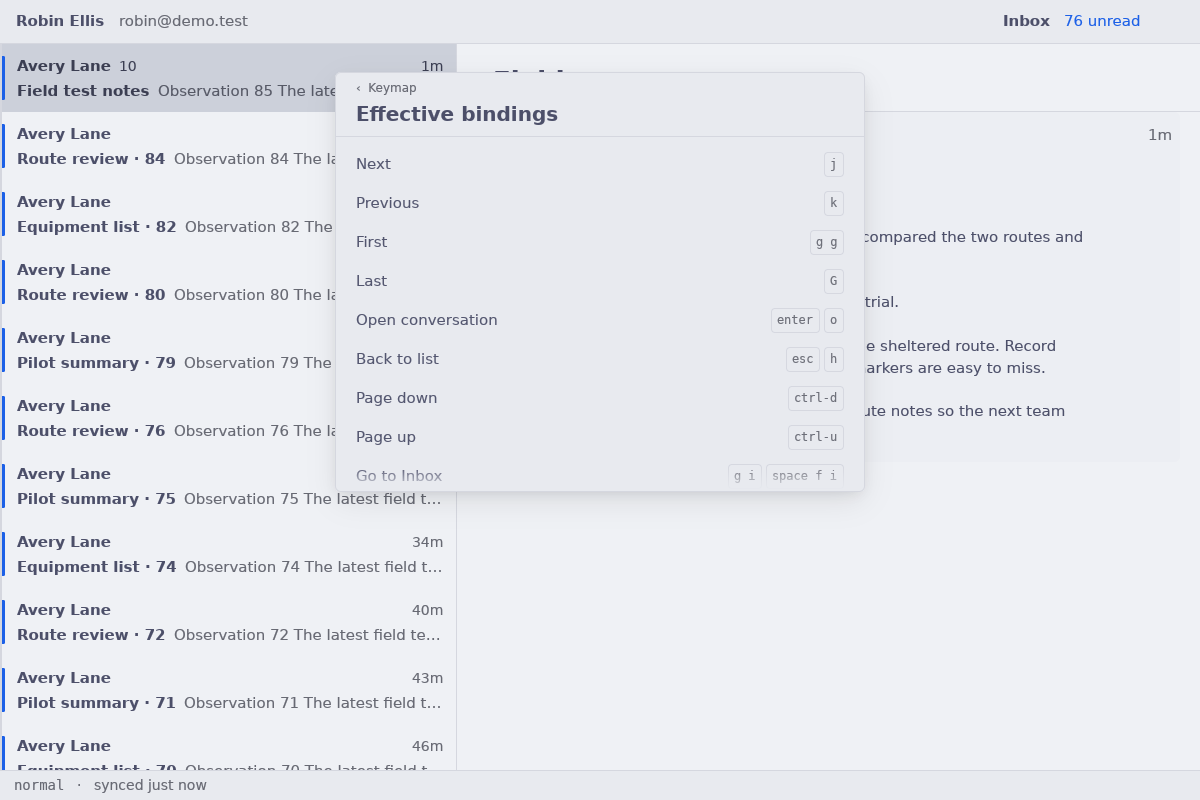 Robin Ellis robin@demo.test Inbox 76 unread
Avery Lane 10 1m
Field test notes Observation 85 The late
Avery Lane
Route review · 84 Observation 84 The la
Avery Lane
Equipment list · 82 Observation 82 The
Avery Lane
Route review · 80 Observation 80 The la
Avery Lane
Pilot summary · 79 Observation 79 The
Avery Lane
Route review · 76 Observation 76 The la
Avery Lane
Pilot summary · 75 Observation 75 The latest field t…
Avery Lane 34m
Equipment list · 74 Observation 74 The latest field t…
Avery Lane 40m
Route review · 72 Observation 72 The latest field te…
Avery Lane 43m
Pilot summary · 71 Observation 71 The latest field t…
Avery Lane 46m
Equipment list · 70 Observation 70 The latest field t…
‹ Keymap
Effective bindings
Next j
Previous k
First g g
Last G
Open conversation enter o
Back to list esc h
Page down ctrl-d
Page up ctrl-u
Go to Inbox g i space f i
1m
compared the two routes and
trial.
e sheltered route. Record
arkers are easy to miss.
ute notes so the next team
normal · synced just now